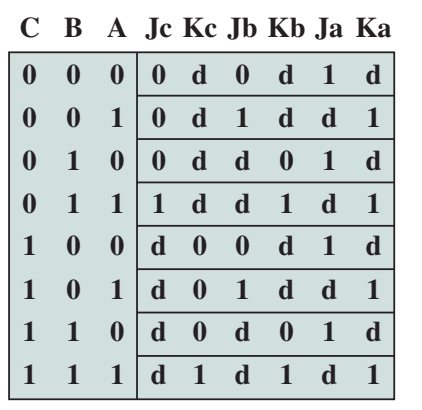 C B A Jc Kc Jb Kb Ja Ka
0 0 0 0 d 0 d 1 d
0 0 1 0 d 1 d d 1
0 1 0 0 d d 0 1 d
0 1 1 1 d d 1 d 1
1 0 0 d 0 0 d 1 d
1 0 1 d 0 1 d d 1
1 1 0 d 0 d 0 1 d
1 1 1 d 1 d 1 d 1